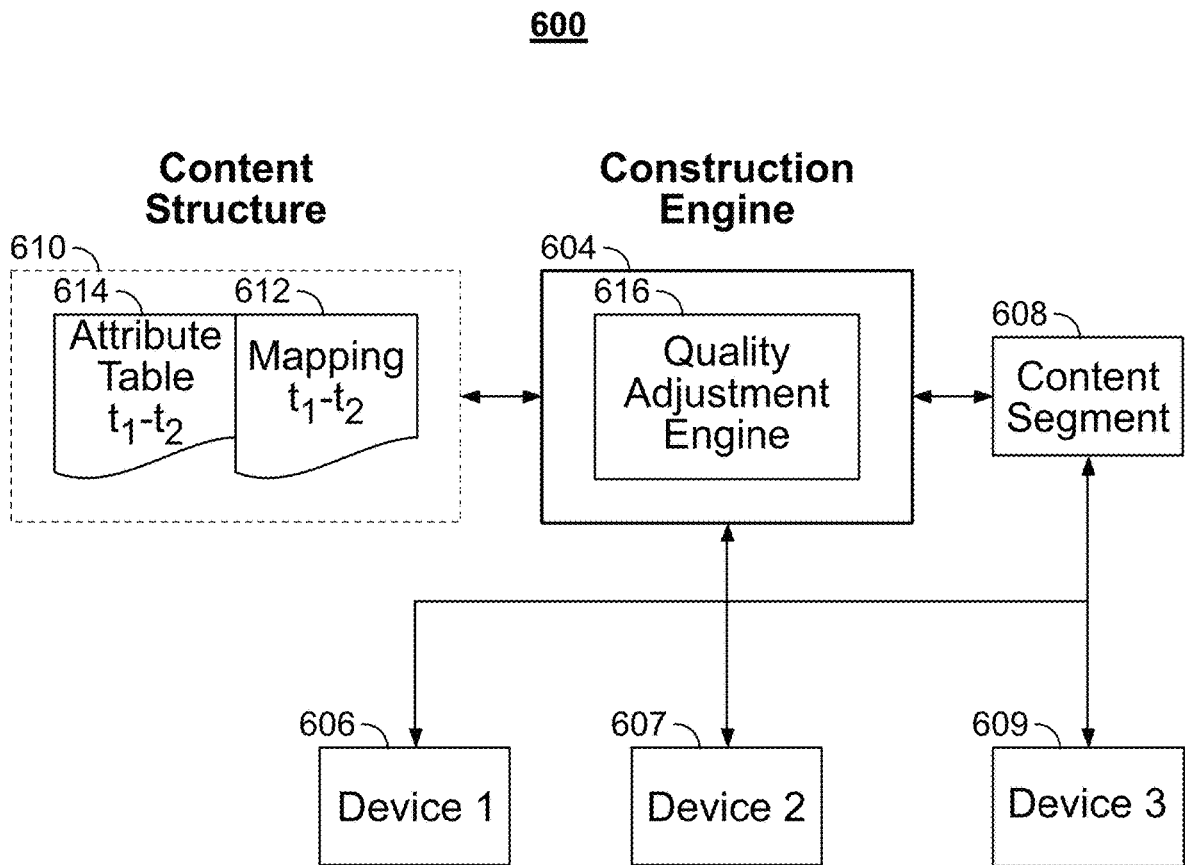 600
Content
Structure
Construction
Engine
610
614
612
604
616
608
Attribute
Table
t₁-t₂
Mapping
t₁-t₂
Quality
Adjustment
Engine
Content
Segment
606
607
609
Device 1
Device 2
Device 3